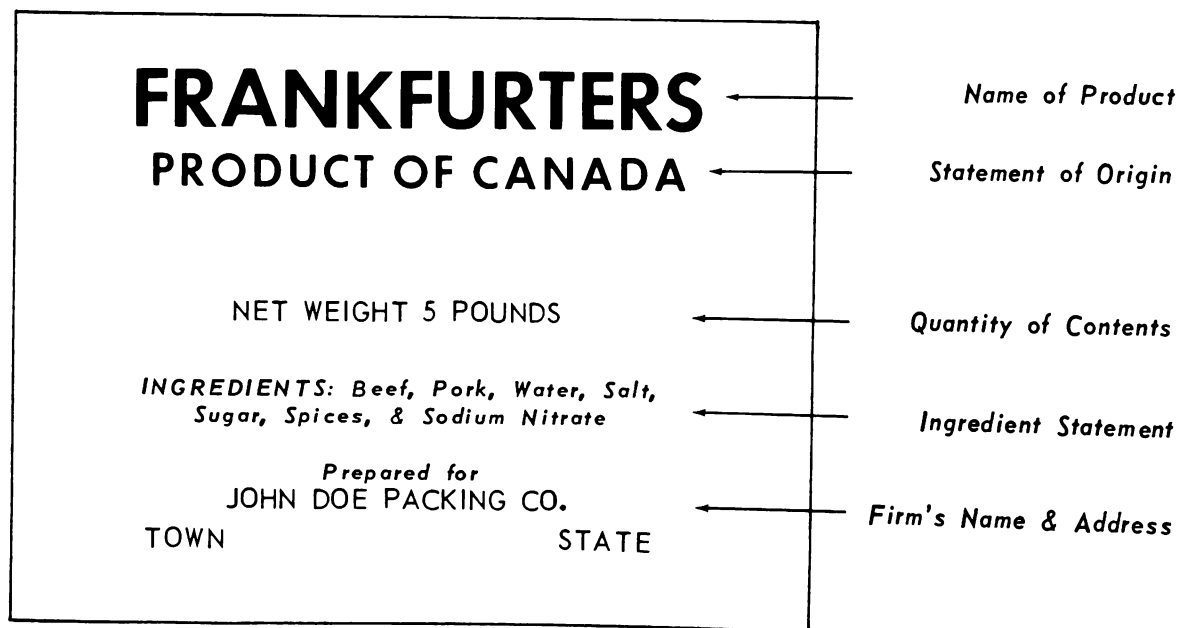 FRANKFURTERS
Name of Product
PRODUCT OF CANADA
Statement of Origin
NET WEIGHT 5 POUNDS
Quantity of Contents
INGREDIENTS: Beef, Pork, Water, Salt,
Sugar, Spices, & Sodium Nitrate
Ingredient Statement
Prepared for
JOHN DOE PACKING CO.
Firm's Name & Address
TOWN STATE